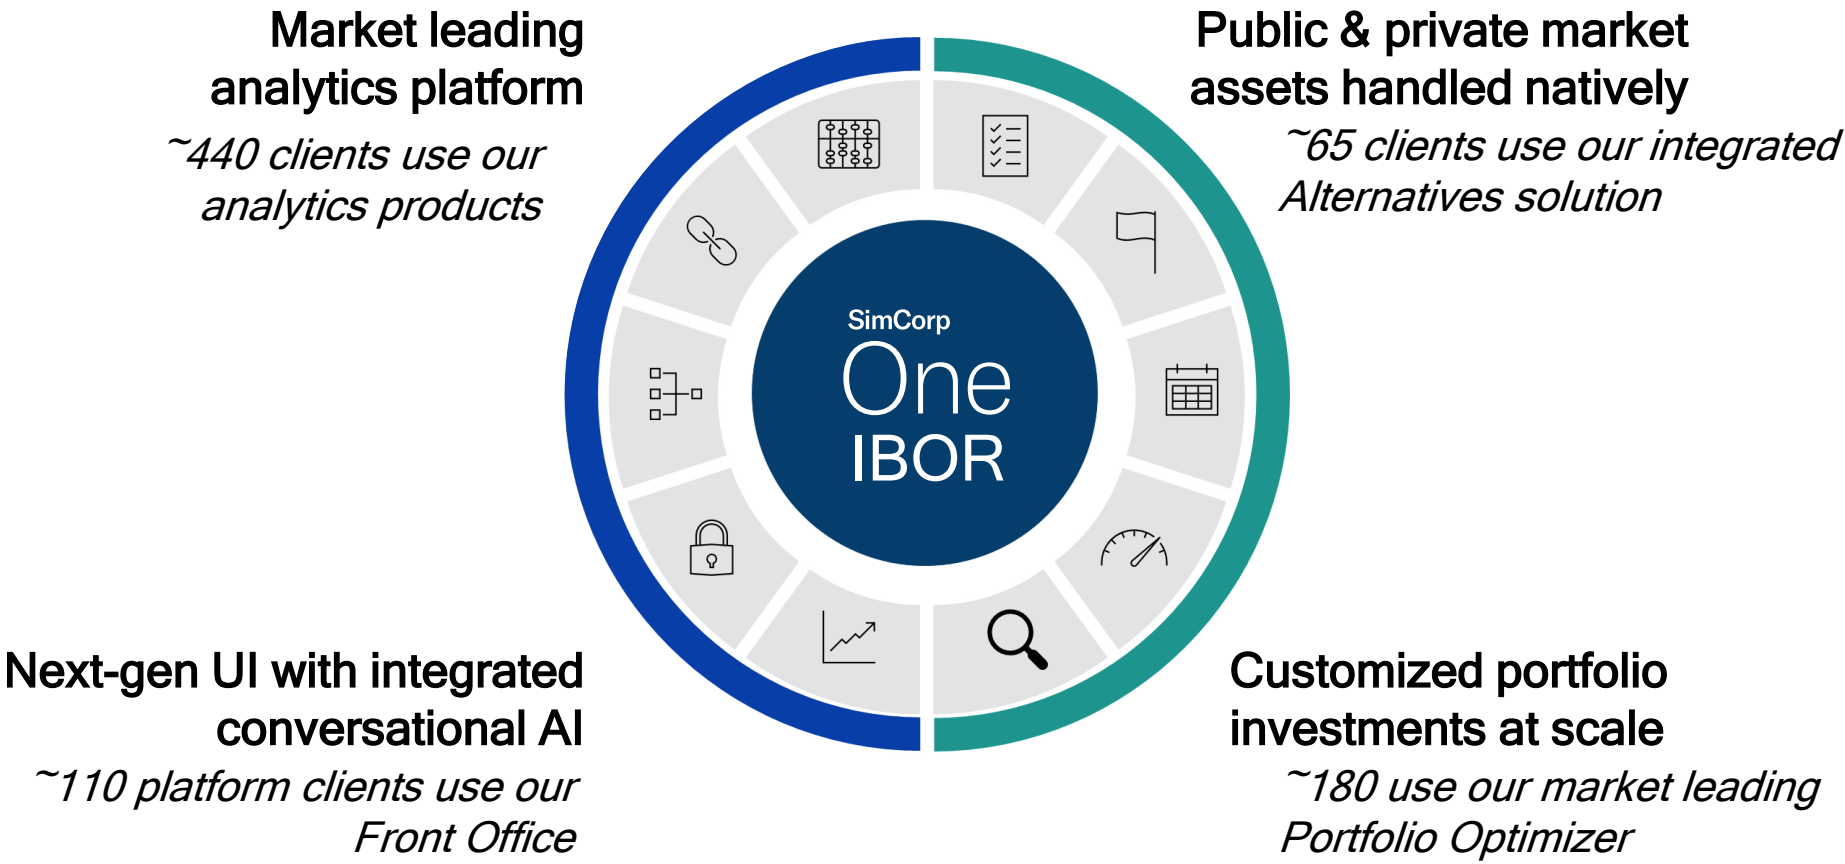 Market leading
analytics platform
~440 clients use our
analytics products
Public & private market
assets handled natively
~65 clients use our integrated
Alternatives solution
SimCorp
One
IBOR
Next-gen UI with integrated
conversational AI
~110 platform clients use our
Front Office
Customized portfolio
investments at scale
~180 use our market leading
Portfolio Optimizer